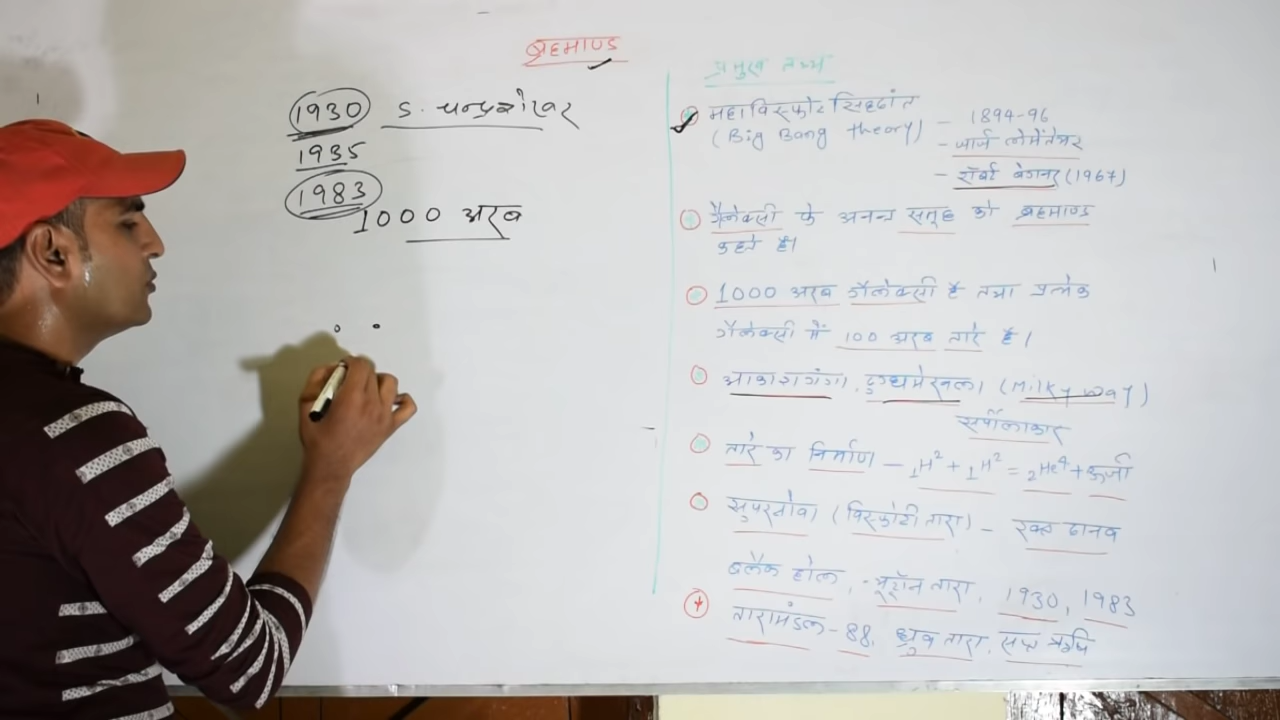 ब्रह्माण्ड
1930 S. चन्द्रशेखर
1935
1983
1000 अरब
प्रमुख तथ्य
महाविस्फोट सिद्धांत - 1894-96
(Big Bang theory) - जार्ज लेमेंतेयर
- रॉबर्ट वेगनर (1967)
गैलेक्सी के अनन्त समूह को ब्रह्माण्ड
कहते है।
1000 अरब गैलेक्सी है तथा प्रत्येक
गैलेक्सी में 100 अरब तारे है।
आकाशगंगा, दुग्धमेखला (Milky way)
सर्पीलाकार
तारे का निर्माण - ₁H² + ₁H² = ₂He⁴ + ऊर्जा
सुपरनोवा (विस्फोटी तारा) - रक्त दानव
ब्लैक होल, - न्यूट्रॉन तारा, 1930, 1983
तारामंडल - 88, ध्रुव तारा, सप्त ऋषि